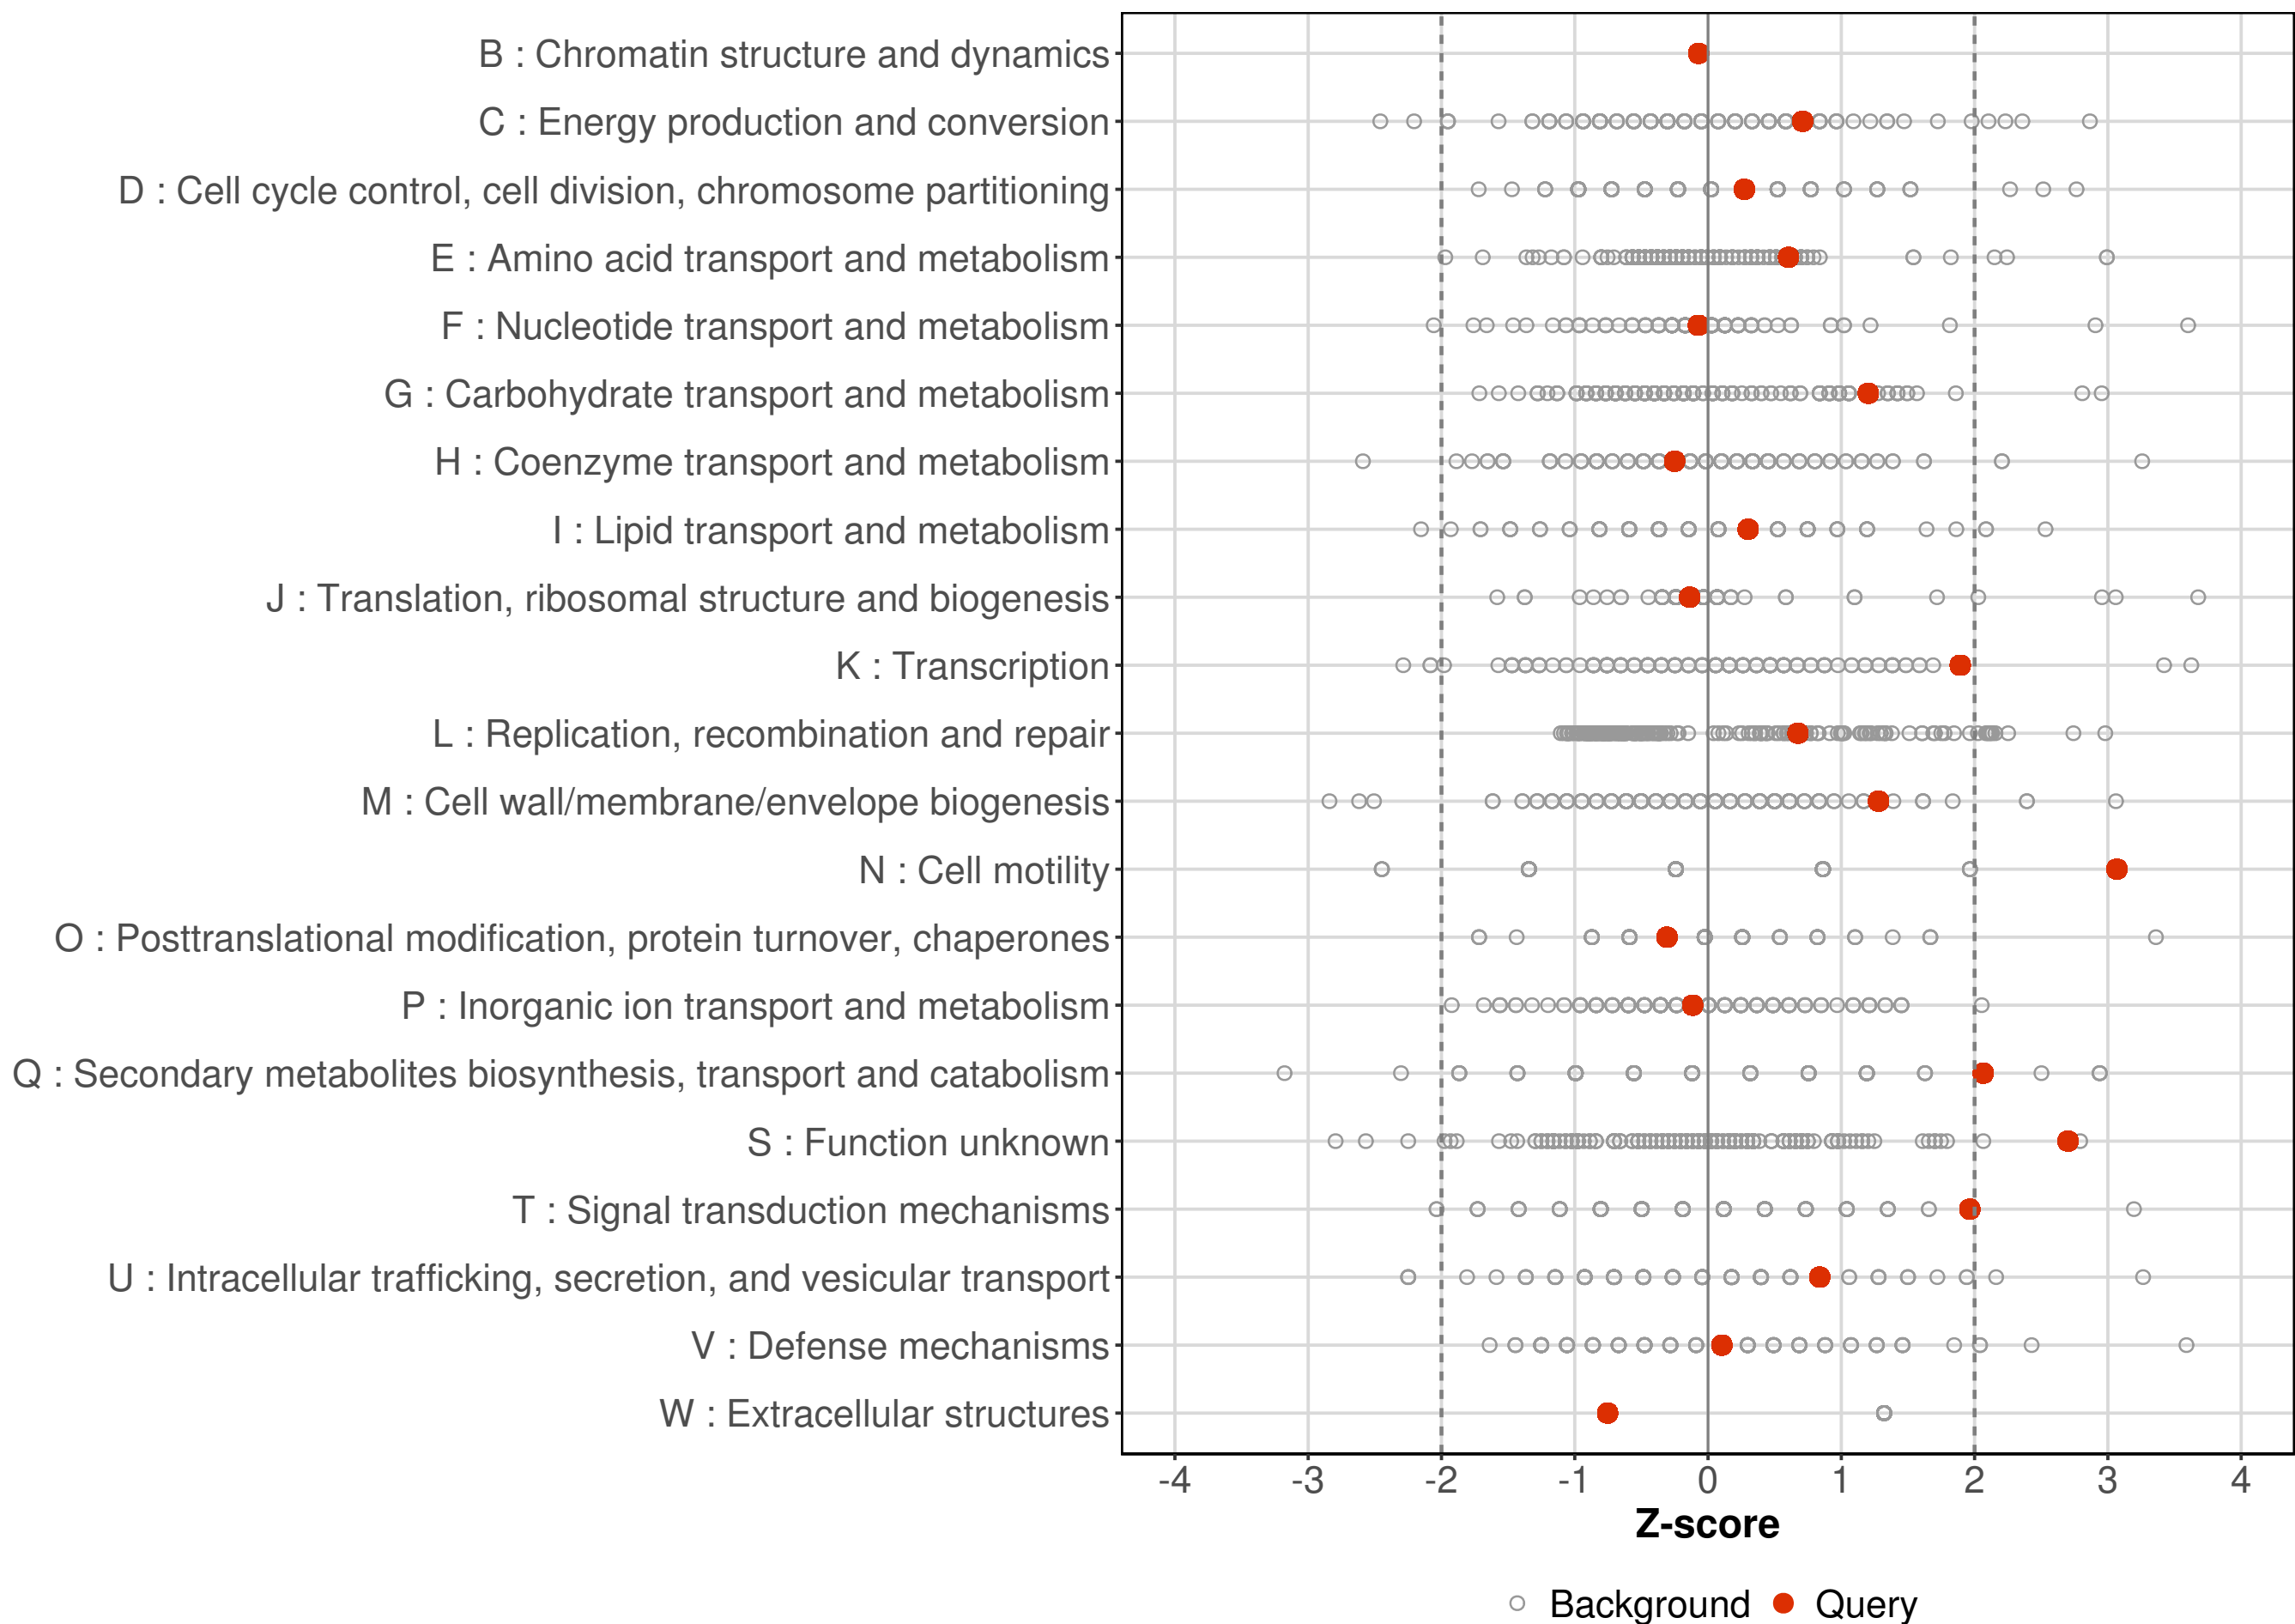 B : Chromatin structure and dynamics
C : Energy production and conversion
D : Cell cycle control, cell division, chromosome partitioning
E : Amino acid transport and metabolism
F : Nucleotide transport and metabolism
G : Carbohydrate transport and metabolism
H : Coenzyme transport and metabolism
I : Lipid transport and metabolism
J : Translation, ribosomal structure and biogenesis
K : Transcription
L : Replication, recombination and repair
M : Cell wall/membrane/envelope biogenesis
N : Cell motility
O : Posttranslational modification, protein turnover, chaperones
P : Inorganic ion transport and metabolism
Q : Secondary metabolites biosynthesis, transport and catabolism
S : Function unknown
T : Signal transduction mechanisms
U : Intracellular trafficking, secretion, and vesicular transport
V : Defense mechanisms
W : Extracellular structures
-4 -3 -2 -1 0 1 2 3 4
Z-score
Background Query